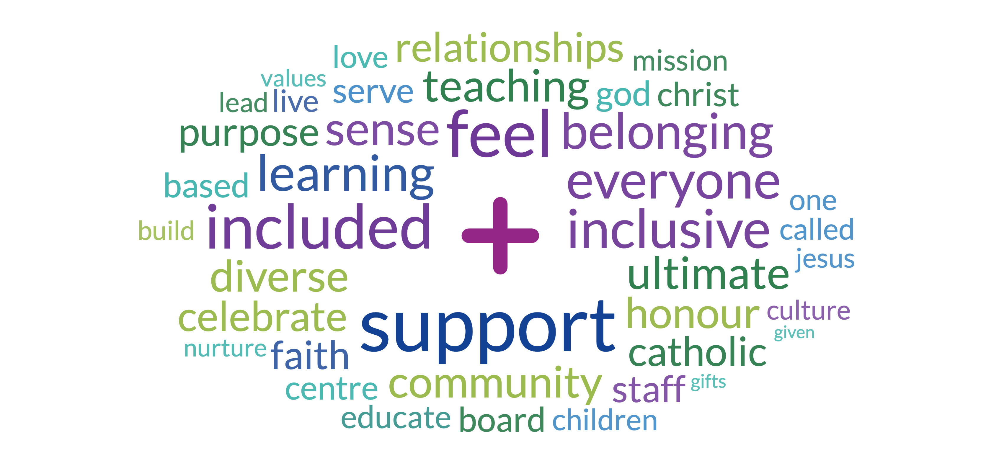 love relationships mission
values serve teaching god christ
lead live
purpose sense feel belonging
based learning everyone
one
build included inclusive called
jesus
diverse ultimate
celebrate support honour culture
given
nurture faith catholic
centre community staff gifts
educate board children